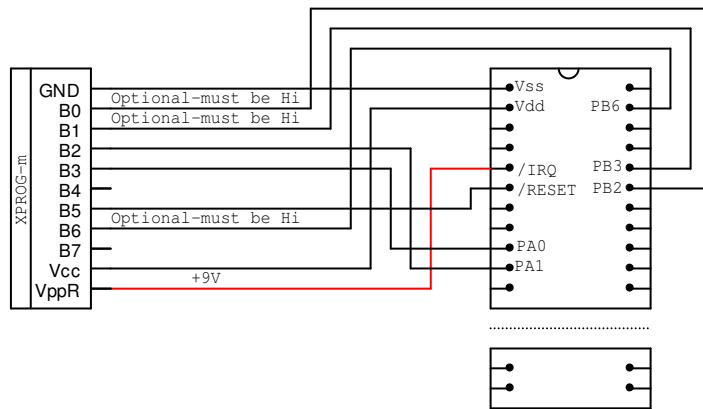 XPROG-m
GND
B0
B1
B2
B3
B4
B5
B6
B7
Vcc
VppR
Optional-must be Hi
Optional-must be Hi
Optional-must be Hi
+9V
Vss
Vdd
/IRQ
/RESET
PA0
PA1
PB6
PB3
PB2